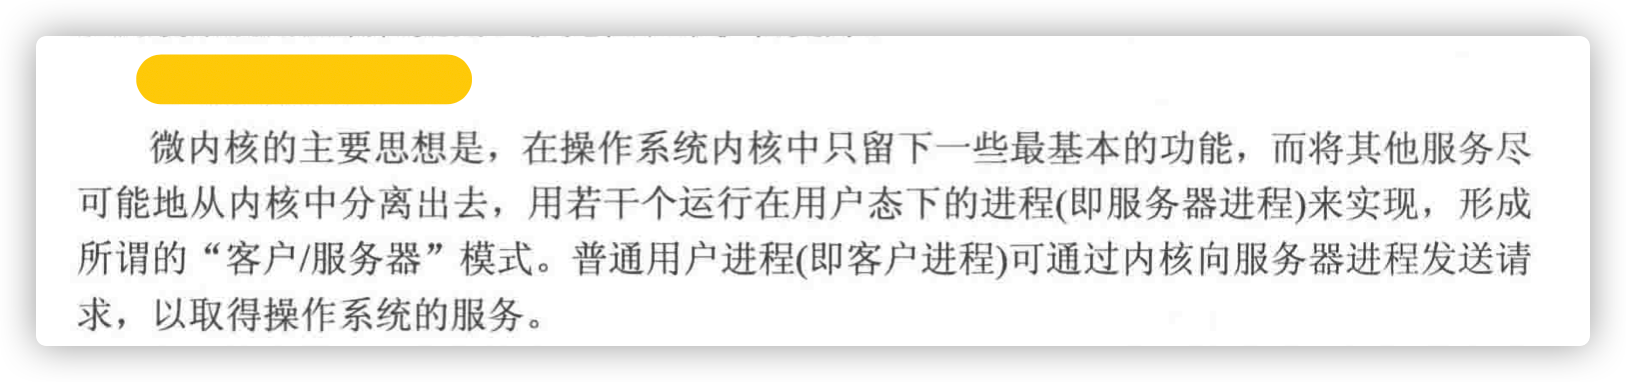 微内核的主要思想是，在操作系统内核中只留下一些最基本的功能，而将其他服务尽
可能地从内核中分离出去，用若干个运行在用户态下的进程(即服务器进程)来实现，形成
所谓的“客户/服务器”模式。普通用户进程(即客户进程)可通过内核向服务器进程发送请
求，以取得操作系统的服务。